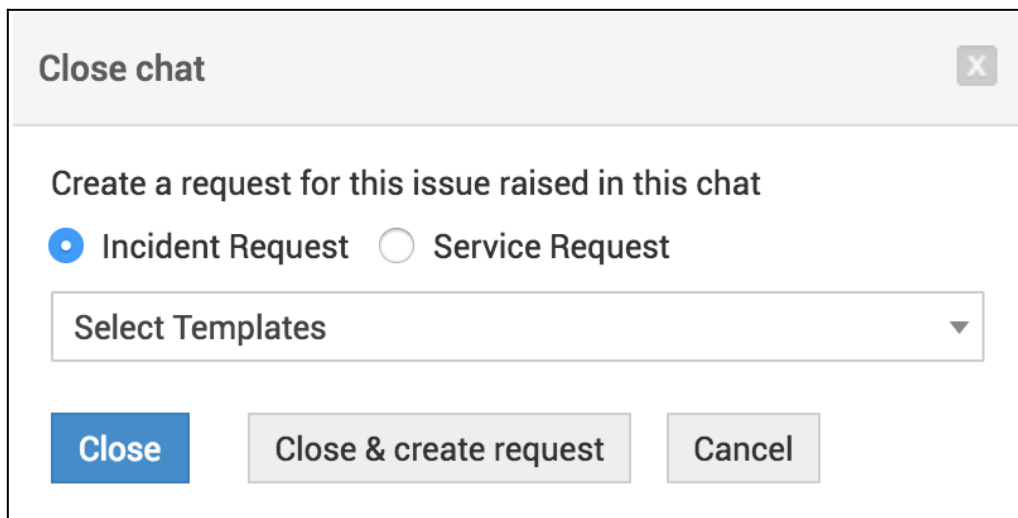 Close chat X
Create a request for this issue raised in this chat
Incident Request Service Request
Select Templates
Close Close & create request Cancel